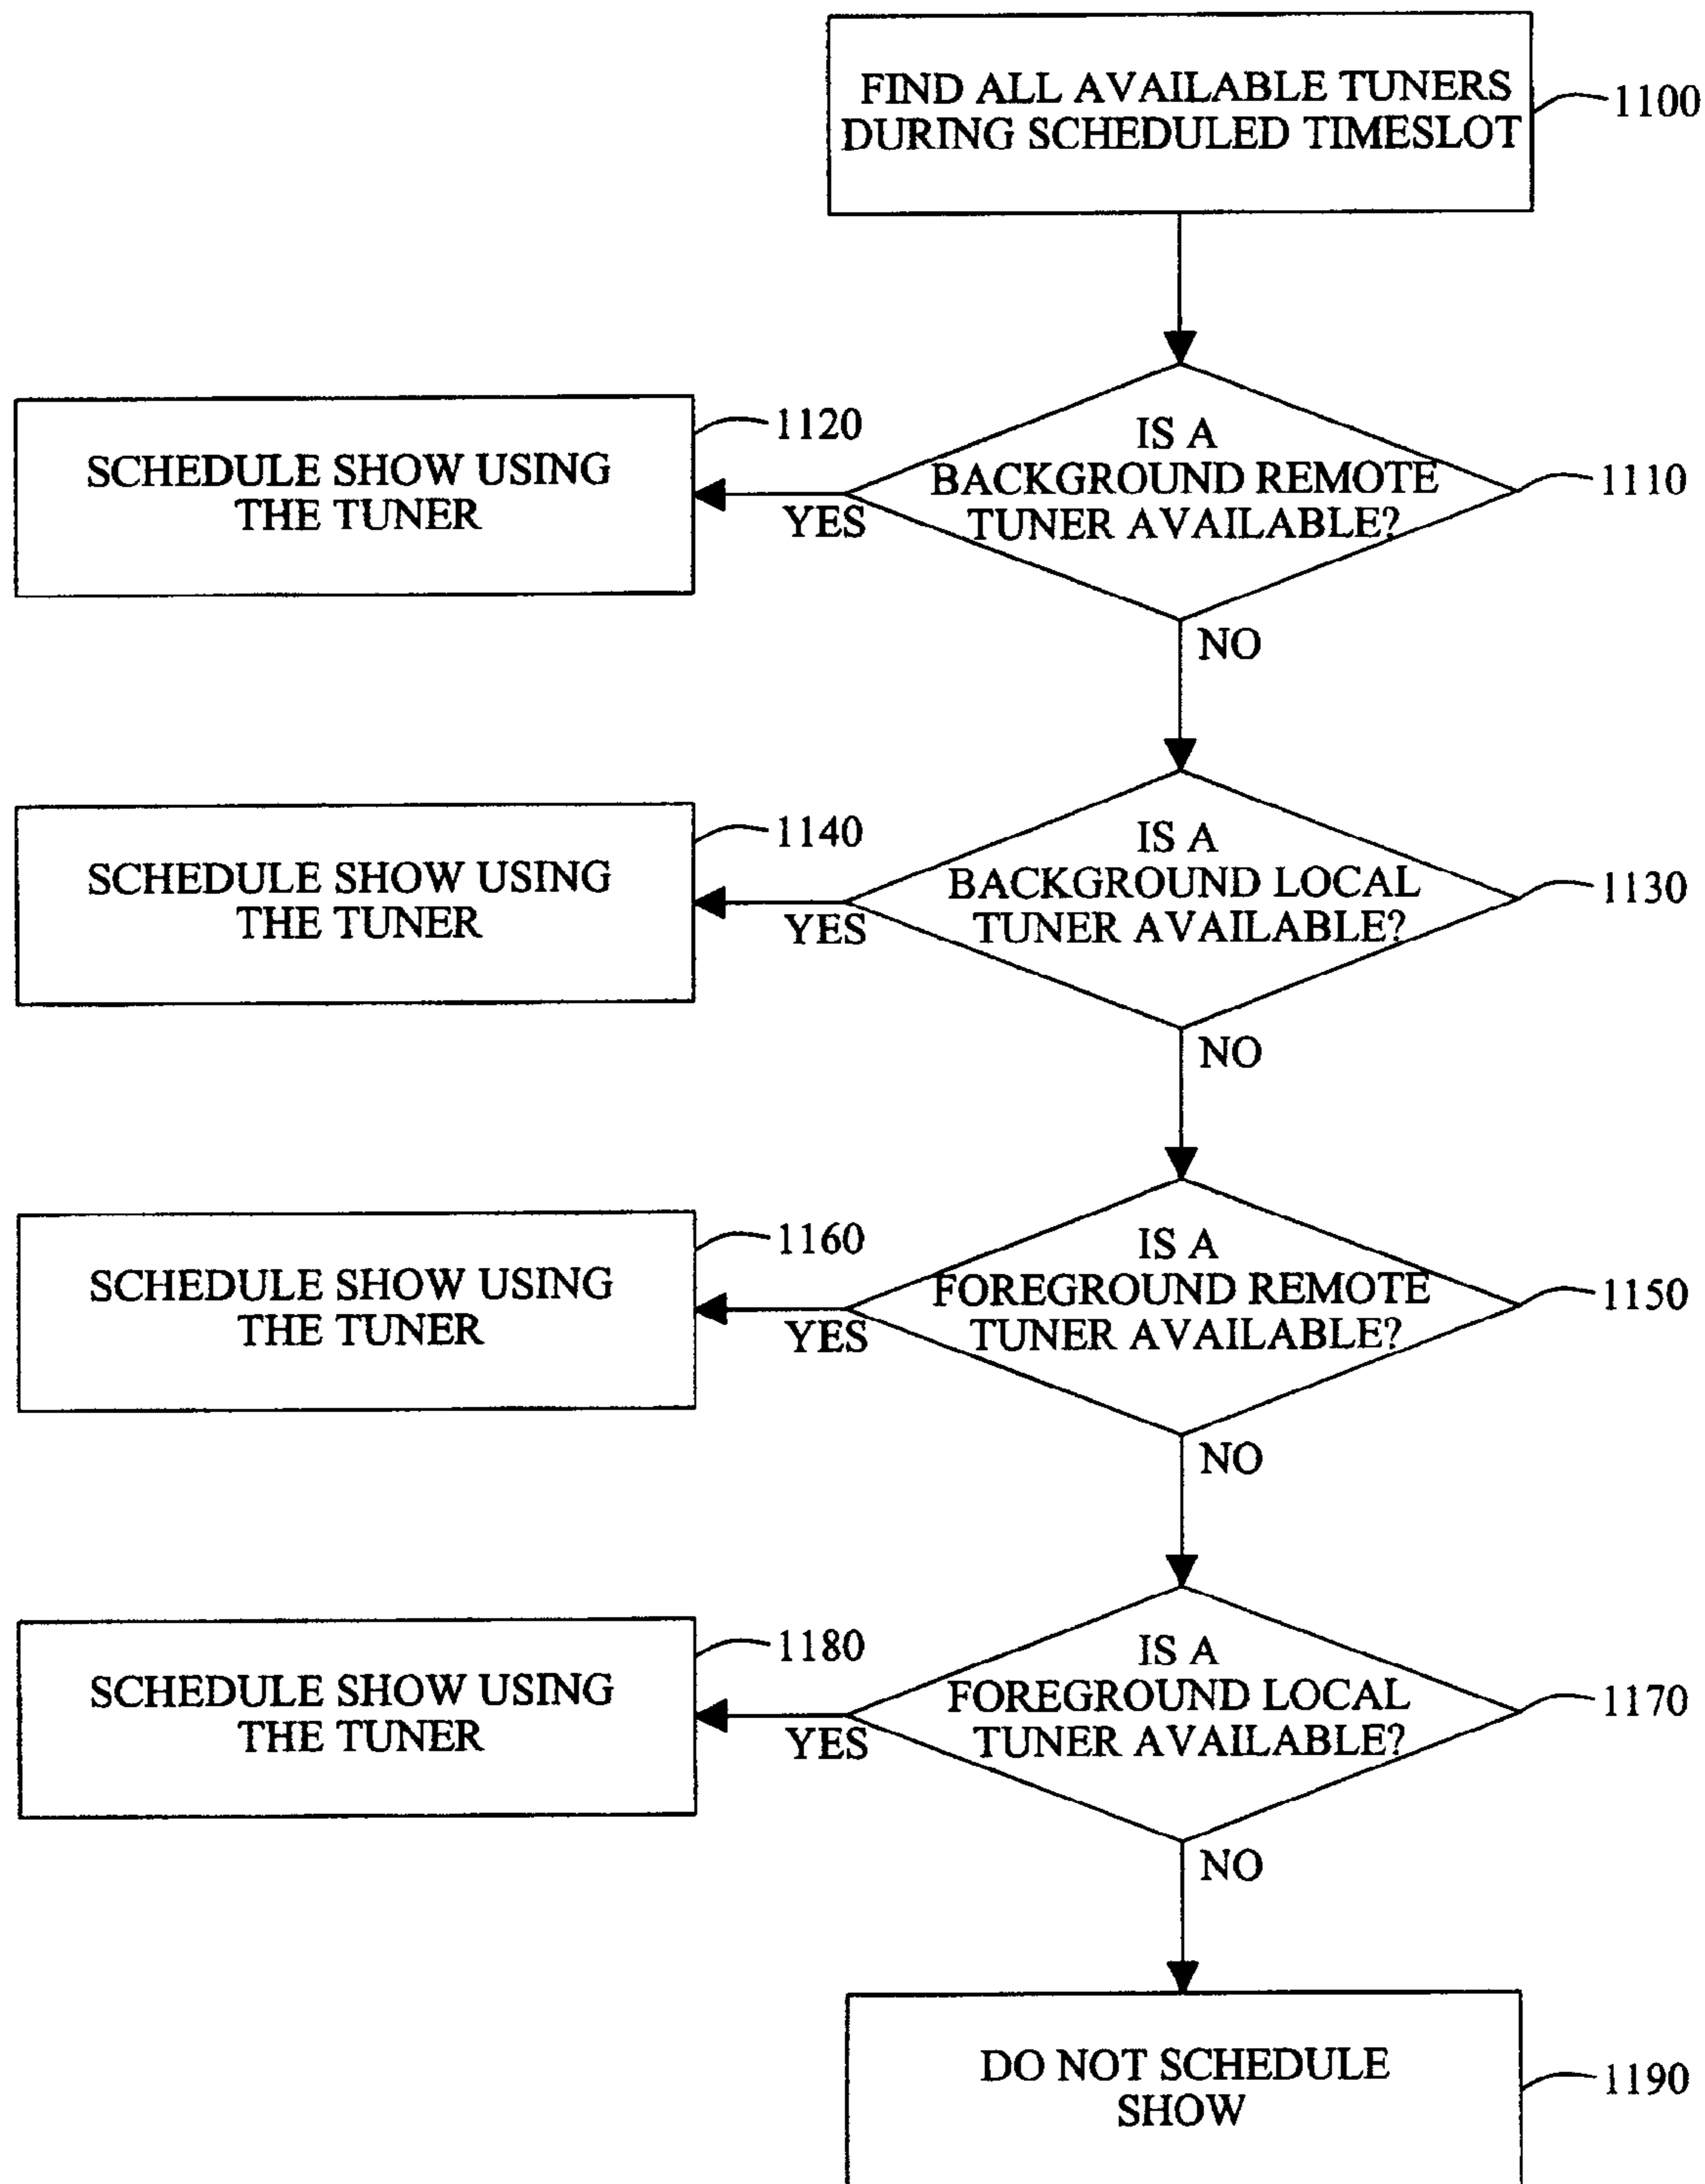 FIND ALL AVAILABLE TUNERS
DURING SCHEDULED TIMESLOT
1100
IS A
BACKGROUND REMOTE
TUNER AVAILABLE?
1110
YES
SCHEDULE SHOW USING
THE TUNER
1120
NO
IS A
BACKGROUND LOCAL
TUNER AVAILABLE?
1130
YES
SCHEDULE SHOW USING
THE TUNER
1140
NO
IS A
FOREGROUND REMOTE
TUNER AVAILABLE?
1150
YES
SCHEDULE SHOW USING
THE TUNER
1160
NO
IS A
FOREGROUND LOCAL
TUNER AVAILABLE?
1170
YES
SCHEDULE SHOW USING
THE TUNER
1180
NO
DO NOT SCHEDULE
SHOW
1190